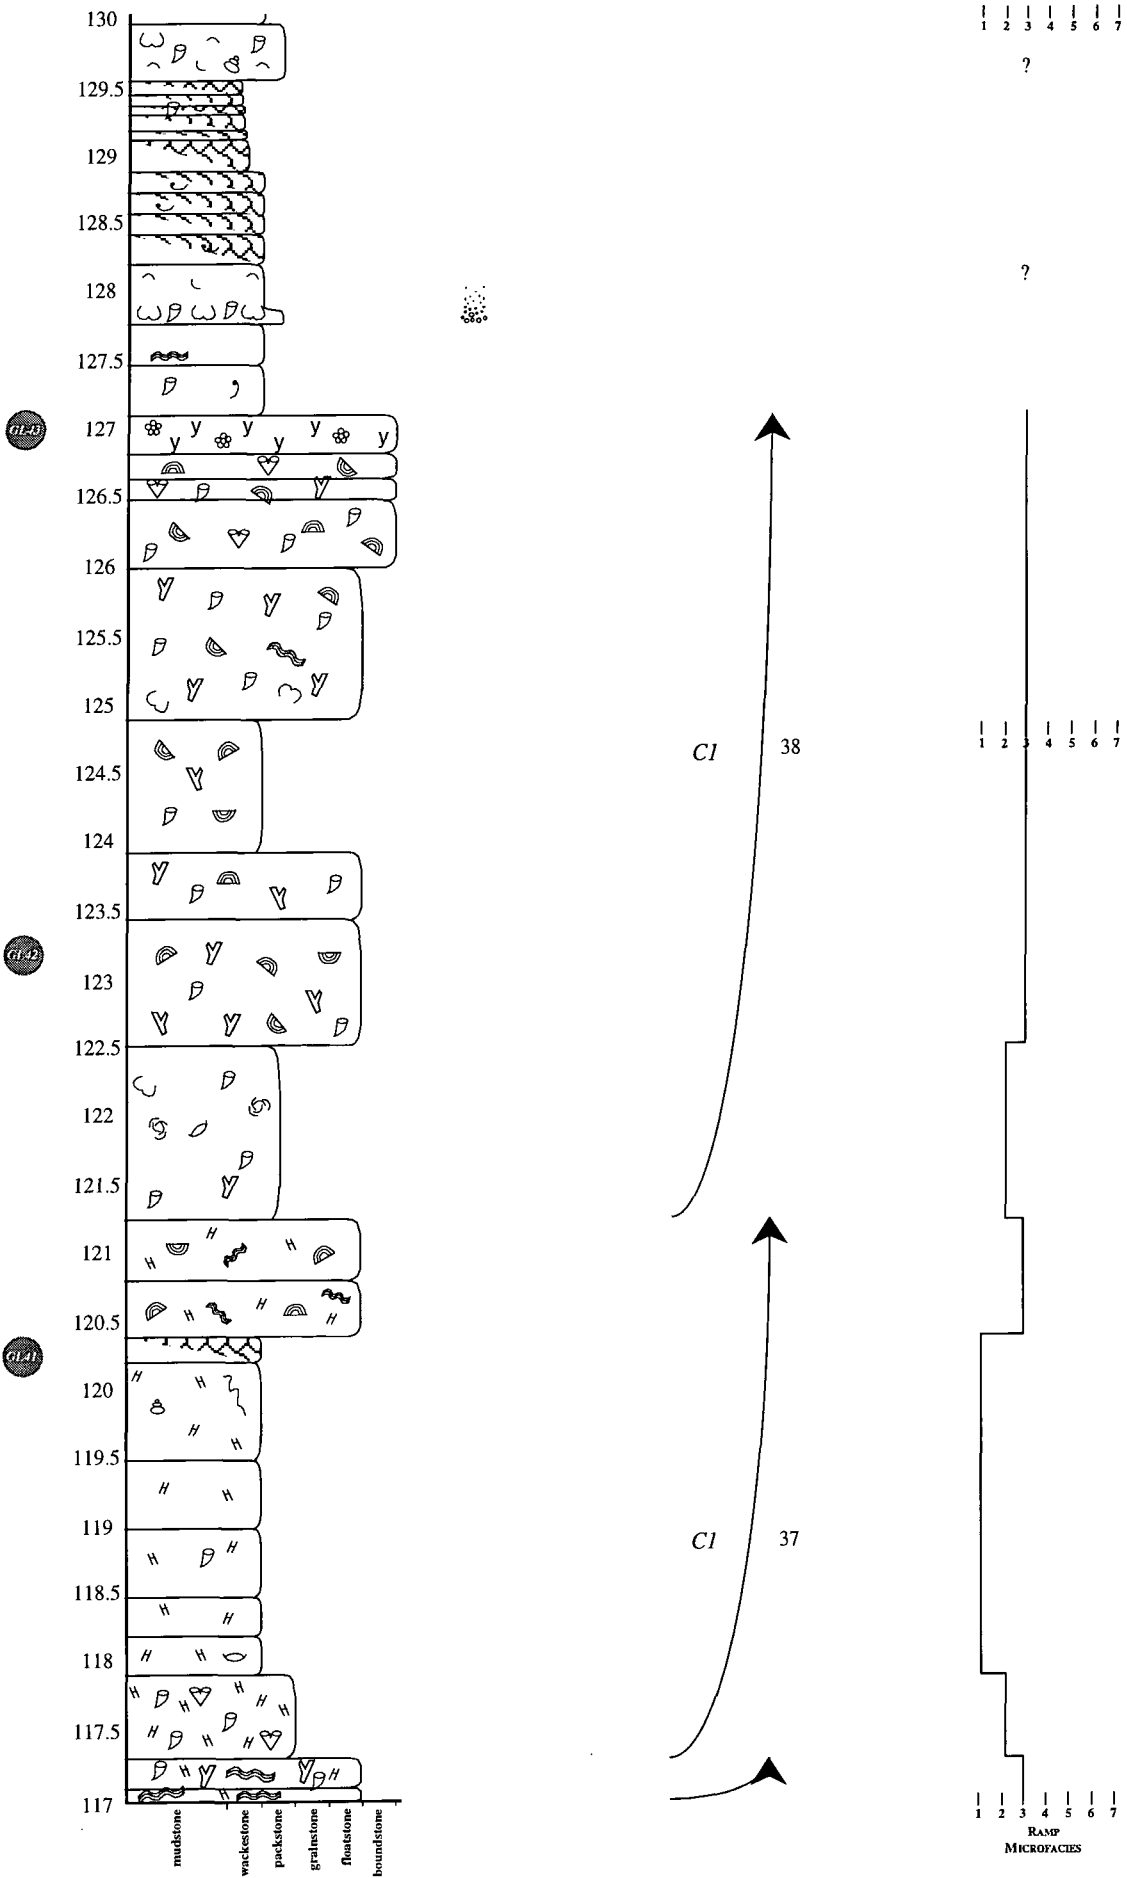 130
1 2 3 4 5 6 7
?
129.5
129
128.5
?
128
127.5
GL43
127
y y y y y y
126.5
126
125.5
125
1 2 3 4 5 6 7
C1 38
124.5
124
123.5
GL42
123
122.5
122
121.5
121
H H H
120.5
H H H
GL41
120
H H
H H
119.5
H H
119
H H
118.5
H H
118
H H
117.5
117
1 2 3 4 5 6 7
C1 37
mudstone
wackestone
packstone
grainstone
floatstone
boundstone
RAMP
MICROFACIES